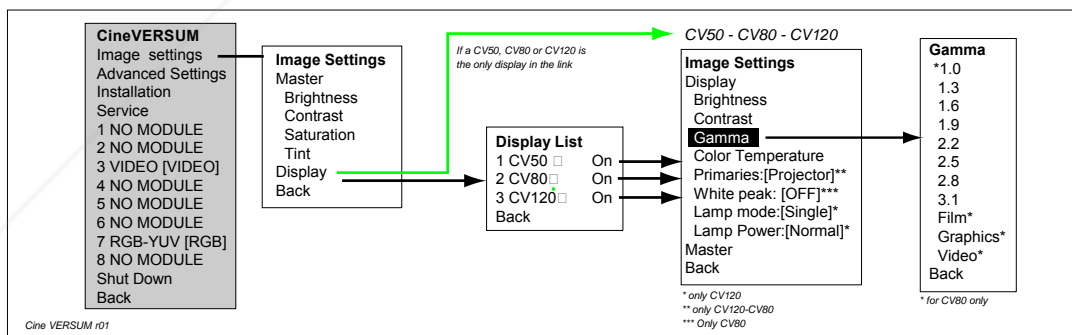 CineVERSUM
Image settings
Advanced Settings
Installation
Service
1 NO MODULE
2 NO MODULE
3 VIDEO [VIDEO]
4 NO MODULE
5 NO MODULE
6 NO MODULE
7 RGB-YUV [RGB]
8 NO MODULE
Shut Down
Back
Image Settings
Master
Brightness
Contrast
Saturation
Tint
Display
Back
If a CV50, CV80 or CV120 is
the only display in the link
Display List
1 CV50 □ On
2 CV80□ On
3 CV120□ On
Back
CV50 - CV80 - CV120
Image Settings
Display
Brightness
Contrast
Gamma
Color Temperature
Primaries:[Projector]**
White peak: [OFF]***
Lamp mode:[Single]*
Lamp Power:[Normal]*
Master
Back
* only CV120
** only CV120-CV80
*** Only CV80
Gamma
*1.0
1.3
1.6
1.9
2.2
2.5
2.8
3.1
Film*
Graphics*
Video*
Back
* for CV80 only
Cine VERSUM r01